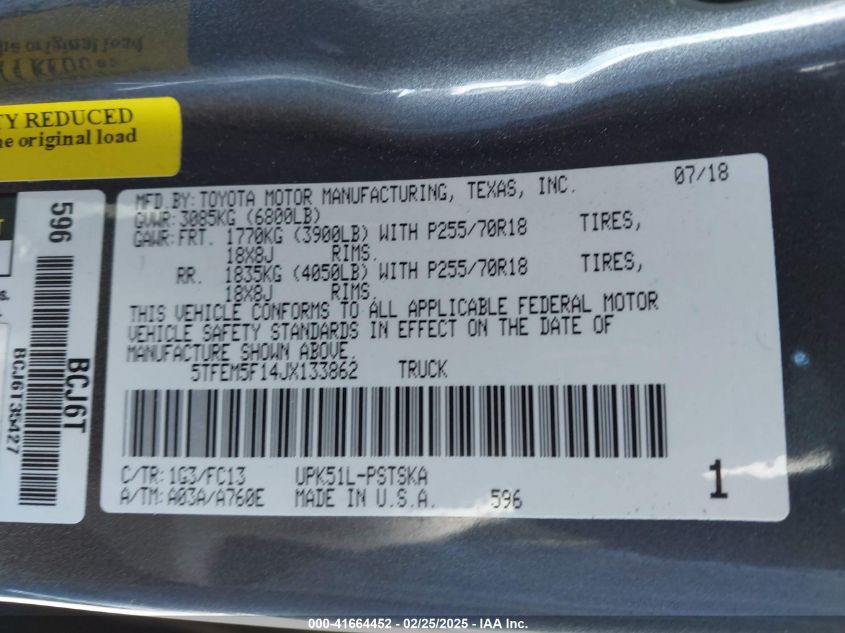 he original load
TY REDUCED
he original load
MFD.BY: TOYOTA MOTOR MANUFACTURING, TEXAS, INC. 07/18
GVWR: 3085KG (6800LB)
GAWR: FRT. 1770KG (3900LB) WITH P255/70R18 TIRES,
18X8J RIMS.
RR. 1835KG (4050LB) WITH P255/70R18 TIRES,
18X8J RIMS.
THIS VEHICLE CONFORMS TO ALL APPLICABLE FEDERAL MOTOR
VEHICLE SAFETY STANDARDS IN EFFECT ON THE DATE OF
MANUFACTURE SHOWN ABOVE.
5TFEM5F14JX133862 TRUCK
C/TR: 1G3/FC13 UPK51L-PSTSKA
A/TM: A03A/A760E MADE IN U.S.A. 596 1
596
BCJ6T
BCJ6T35427
000-41664452 - 02/25/2025 - IAA Inc.